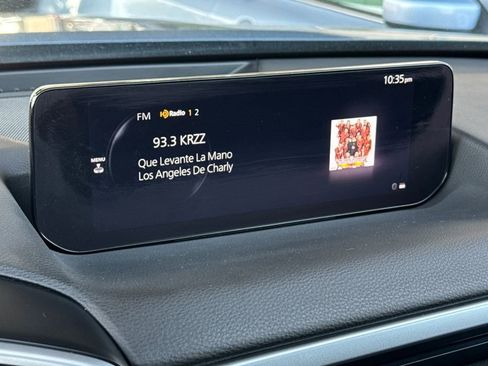 10:35pm
FM HD Radio 1 2
93.3 KRZZ
MENU
Que Levante La Mano
Los Angeles De Charly